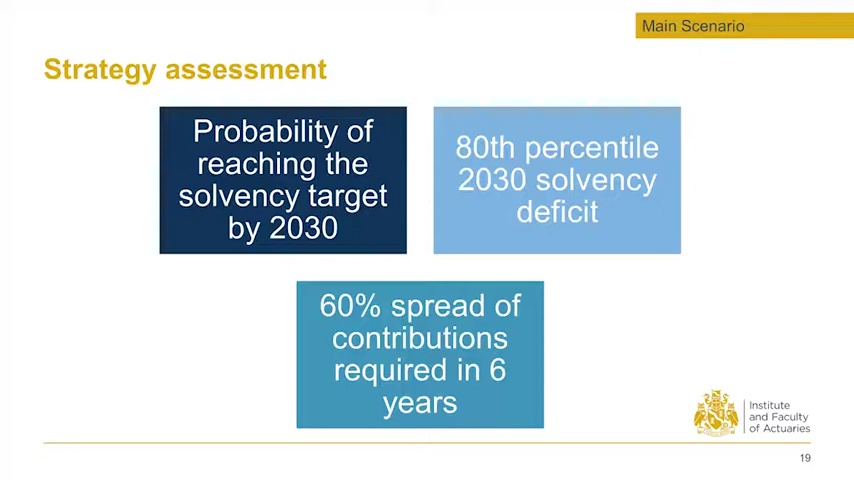 Main Scenario
Strategy assessment
Probability of
reaching the
solvency target
by 2030
80th percentile
2030 solvency
deficit
60% spread of
contributions
required in 6
years
Institute
and Faculty
of Actuaries
19